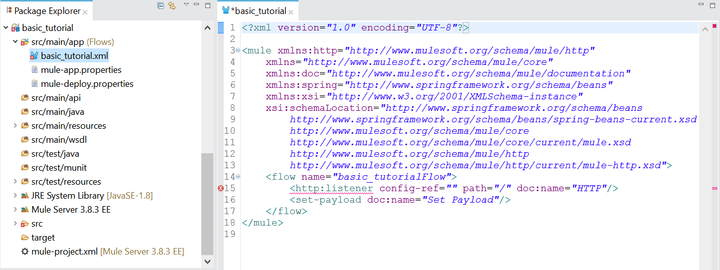 Package Explorer
basic_tutorial
src/main/app (Flows)
basic_tutorial.xml
mule-app.properties
mule-deploy.properties
src/main/api
src/main/java
src/main/resources
src/main/wsdl
src/test/java
src/test/munit
src/test/resources
JRE System Library [JavaSE-1.8]
Mule Server 3.8.3 EE
src
target
mule-project.xml [Mule Server 3.8.3 EE]
*basic_tutorial
1 <?xml version="1.0" encoding="UTF-8"?>
2
3 <mule xmlns:http="http://www.mulesoft.org/schema/mule/http"
4 xmlns="http://www.mulesoft.org/schema/mule/core"
5 xmlns:doc="http://www.mulesoft.org/schema/mule/documentation"
6 xmlns:spring="http://www.springframework.org/schema/beans"
7 xmlns:xsi="http://www.w3.org/2001/XMLSchema-instance"
8 xsi:schemaLocation="http://www.springframework.org/schema/beans
9 http://www.springframework.org/schema/beans/spring-beans-current.xsd
10 http://www.mulesoft.org/schema/mule/core
11 http://www.mulesoft.org/schema/mule/core/current/mule.xsd
12 http://www.mulesoft.org/schema/mule/http
13 http://www.mulesoft.org/schema/mule/http/current/mule-http.xsd">
14 <flow name="basic_tutorialFlow">
15 <http:listener config-ref="" path="/" doc:name="HTTP"/>
16 <set-payload doc:name="Set Payload"/>
17 </flow>
18 </mule>
19